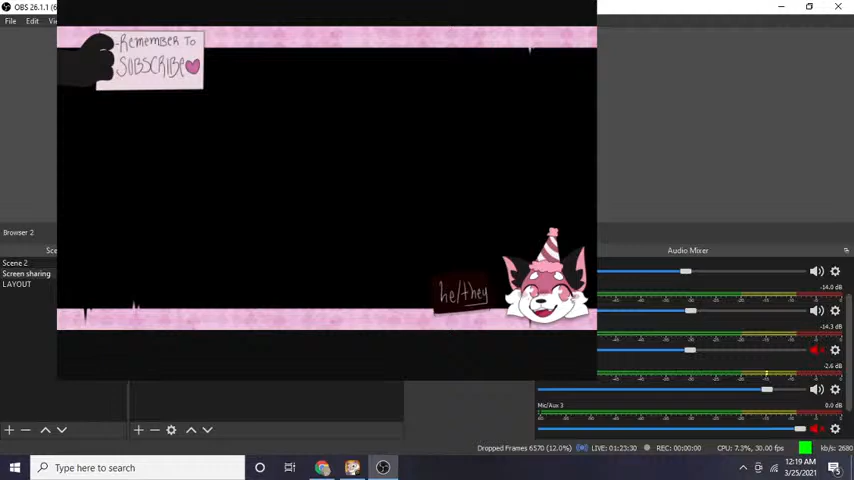 OBS 26.1.1
File Edit
-Remember To
SUBSCRIBE
he/they
Browser 2
Scene 2
Screen sharing
LAYOUT
Audio Mixer
-14.0 dB
-14.3 dB
-2.6 dB
Mic/Aux 3
0.0 dB
Dropped Frames 6570 (12.0%)
LIVE: 01:23:30
REC: 00:00:00
CPU: 7.3%, 30.00 fps
kb/s: 2680
Type here to search
12:19 AM
3/25/2021